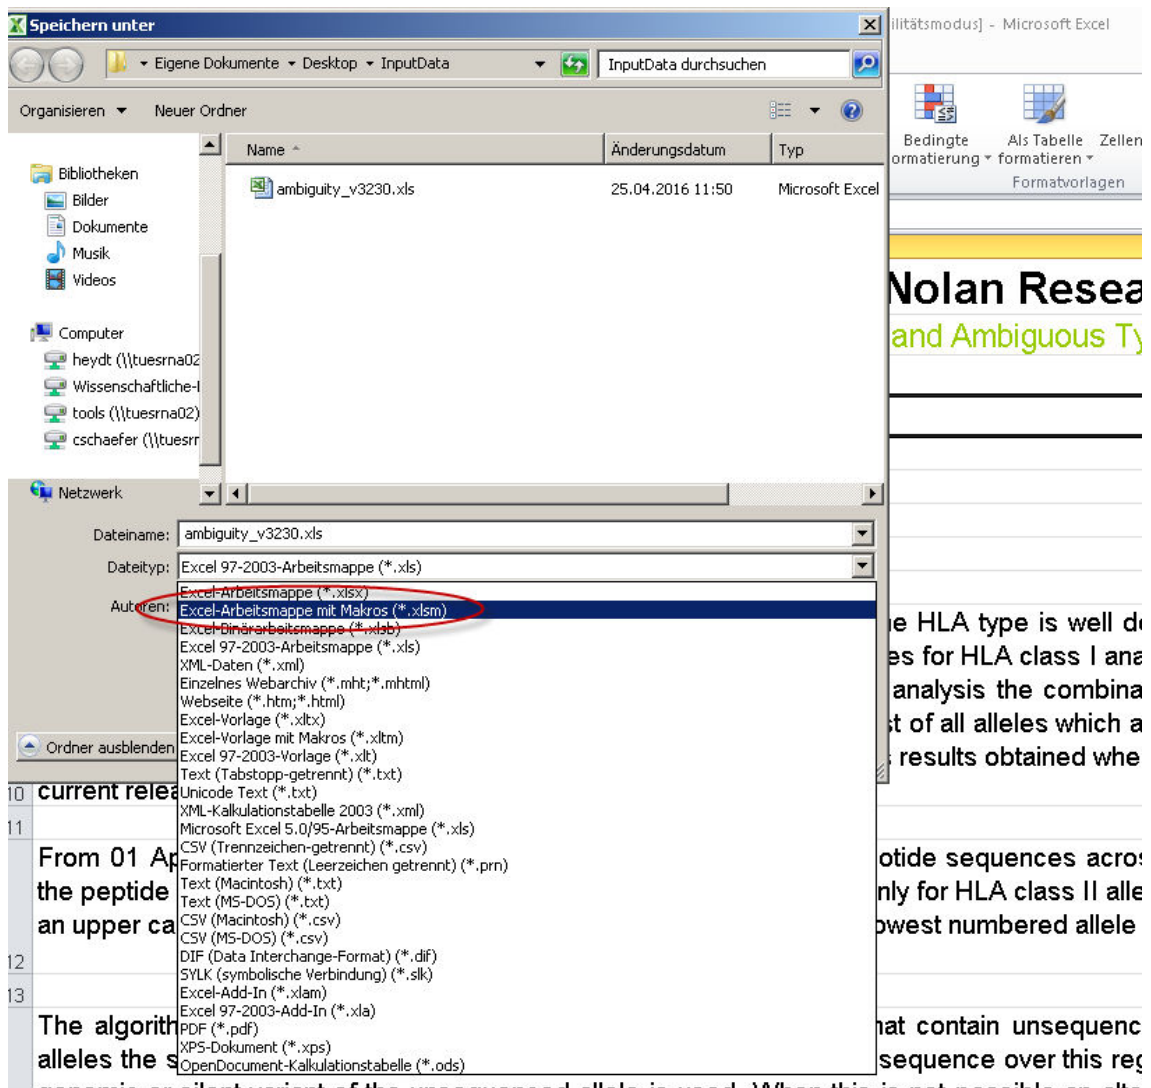 Speichern unter
ilitätsmodus] - Microsoft Excel
Eigene Dokumente Desktop InputData
InputData durchsuchen
Organisieren Neuer Ordner
Bedingte Als Tabelle Zellen
ormatierung formatieren
Formatvorlagen
Name Änderungsdatum Typ
ambiguity_v3230.xls 25.04.2016 11:50 Microsoft Excel
Bibliotheken
Bilder
Dokumente
Musik
Videos
Computer
heydt (\\tuesrna02
Wissenschaftliche-
tools (\\tuesrna02)
cschaefer (\\tuesrr
Netzwerk
Nolan Resea
and Ambiguous Ty
Dateiname: ambiguity_v3230.xls
Dateityp: Excel 97-2003-Arbeitsmappe (*.xls)
Autoren:
Excel-Arbeitsmappe (*.xlsx)
Excel-Arbeitsmappe mit Makros (*.xlsm)
Excel-Binärarbeitsmappe (*.xlsb)
Excel 97-2003-Arbeitsmappe (*.xls)
XML-Daten (*.xml)
Einzelnes Webarchiv (*.mht;*.mhtml)
Webseite (*.htm;*.html)
Excel-Vorlage (*.xltx)
Excel-Vorlage mit Makros (*.xltm)
Excel 97-2003-Vorlage (*.xlt)
Text (Tabstopp-getrennt) (*.txt)
Unicode Text (*.txt)
XML-Kalkulationstabelle 2003 (*.xml)
Microsoft Excel 5.0/95-Arbeitsmappe (*.xls)
CSV (Trennzeichen-getrennt) (*.csv)
Formatierter Text (Leerzeichen getrennt) (*.prn)
Text (Macintosh) (*.txt)
Text (MS-DOS) (*.txt)
CSV (Macintosh) (*.csv)
CSV (MS-DOS) (*.csv)
DIF (Data Interchange-Format) (*.dif)
SYLK (symbolische Verbindung) (*.slk)
Excel-Add-In (*.xlam)
Excel 97-2003-Add-In (*.xla)
PDF (*.pdf)
XPS-Dokument (*.xps)
OpenDocument-Kalkulationstabelle (*.ods)
Ordner ausblenden
e HLA type is well de
es for HLA class I ana
analysis the combina
st of all alleles which a
results obtained whe
10 current relea
11
From 01 Ap otide sequences acros
the peptide nly for HLA class II alle
an upper ca owest numbered allele
12
13
The algorith hat contain unsequenc
alleles the s sequence over this reg